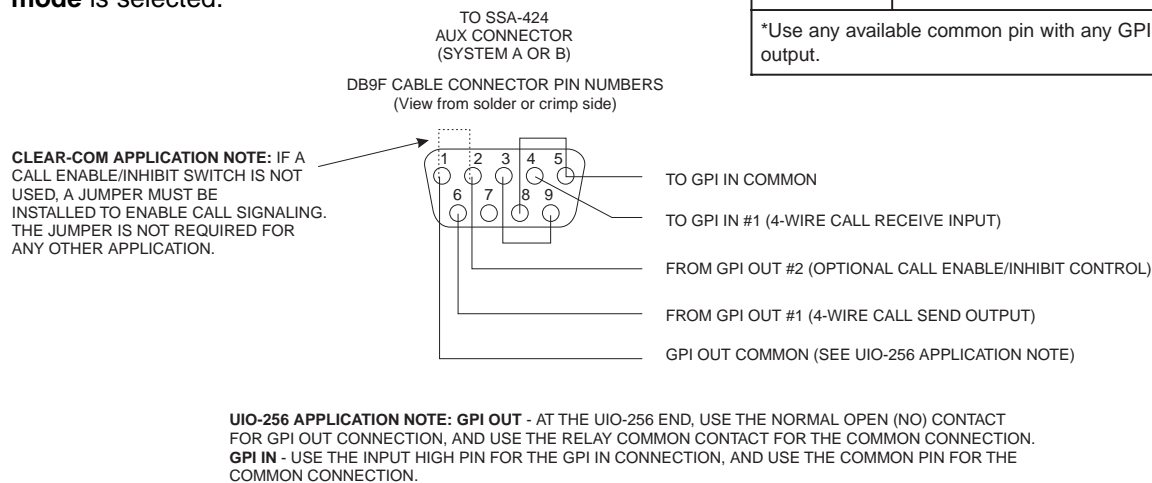 mode is selected.
*Use any available common pin with any GPI
output.
TO SSA-424
AUX CONNECTOR
(SYSTEM A OR B)
DB9F CABLE CONNECTOR PIN NUMBERS
(View from solder or crimp side)
CLEAR-COM APPLICATION NOTE: IF A
CALL ENABLE/INHIBIT SWITCH IS NOT
USED, A JUMPER MUST BE
INSTALLED TO ENABLE CALL SIGNALING.
THE JUMPER IS NOT REQUIRED FOR
ANY OTHER APPLICATION.
1 2 3 4 5
6 7 8 9
TO GPI IN COMMON
TO GPI IN #1 (4-WIRE CALL RECEIVE INPUT)
FROM GPI OUT #2 (OPTIONAL CALL ENABLE/INHIBIT CONTROL)
FROM GPI OUT #1 (4-WIRE CALL SEND OUTPUT)
GPI OUT COMMON (SEE UIO-256 APPLICATION NOTE)
UIO-256 APPLICATION NOTE: GPI OUT - AT THE UIO-256 END, USE THE NORMAL OPEN (NO) CONTACT
FOR GPI OUT CONNECTION, AND USE THE RELAY COMMON CONTACT FOR THE COMMON CONNECTION.
GPI IN - USE THE INPUT HIGH PIN FOR THE GPI IN CONNECTION, AND USE THE COMMON PIN FOR THE
COMMON CONNECTION.